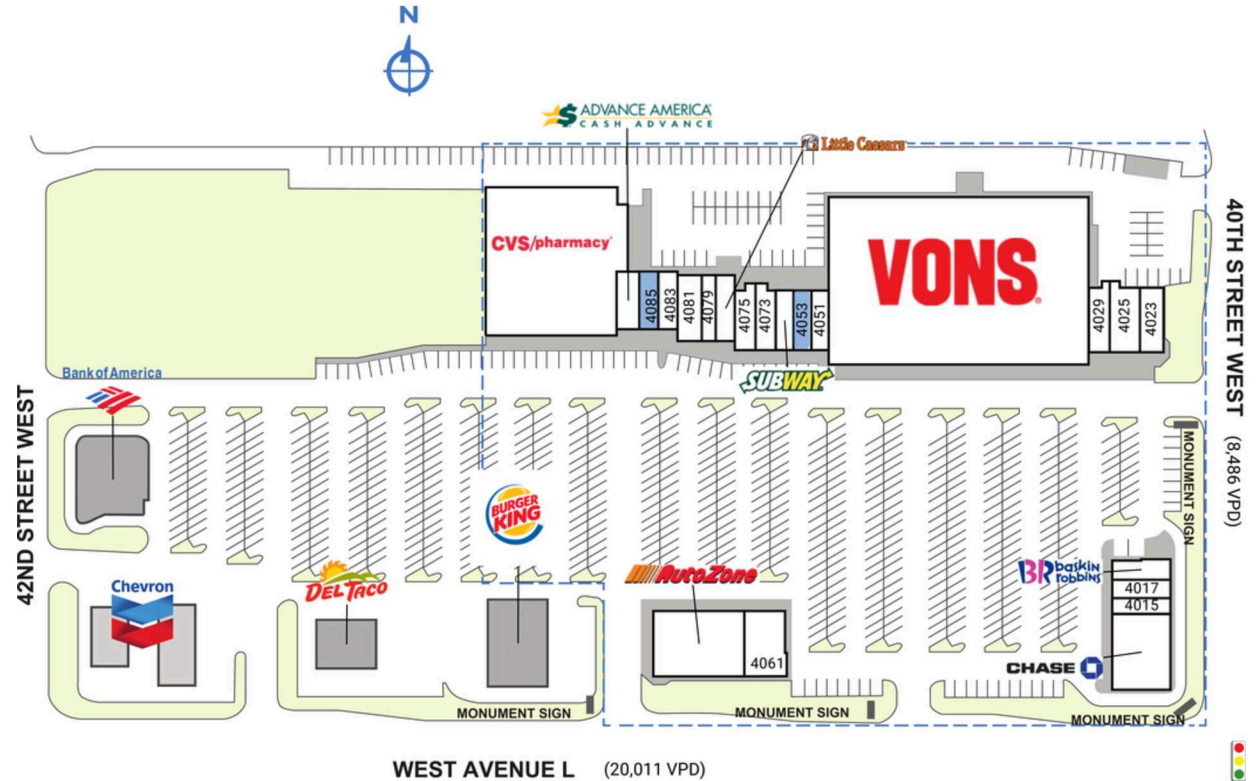 N
ADVANCE AMERICA
CASH ADVANCE
Little Caesars
CVS/pharmacy
VONS
4085
4083
4081
4079
4075
4073
4053
4051
4029
4025
4023
SUBWAY
40TH STREET WEST (8,486 VPD)
Bank of America
42ND STREET WEST
BURGER KING
MONUMENT SIGN
Chevron
DEL TACO
AutoZone
4061
BR baskin robbins
4017
4015
CHASE
MONUMENT SIGN
MONUMENT SIGN
MONUMENT SIGN
WEST AVENUE L (20,011 VPD)